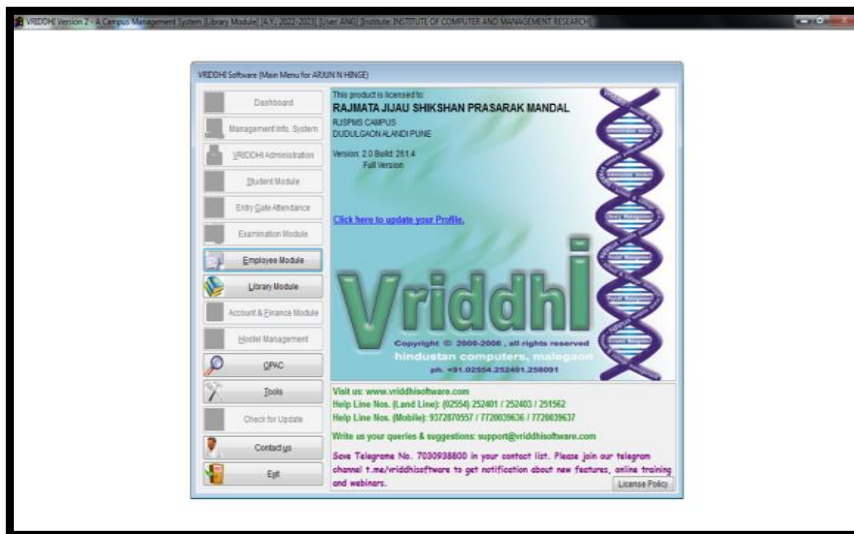 VRIDDHI Version 2 - A Campus Management System [Library Module] [A.Y.: 2022-2023] [User: ANG] [Institute: INSTITUTE OF COMPUTER AND MANAGEMENT RESEARCH]
VRIDDHI Software (Main Menu for ARJUN N HINGE)
Dashboard
Management Info. System
VRIDDHI Administration
Student Module
Entry Gate Attendance
Examination Module
Employee Module
Library Module
Account & Finance Module
Hostel Management
OPAC
Tools
Check for Update
Contact us
Exit
This product is licensed to:
RAJMATA JIJAU SHIKSHAN PRASARAK MANDAL
RJSPMS CAMPUS
DUDULGAON ALANDI PUNE
Version: 2.0 Build: 26.1.4
Full Version
Click here to update your Profile.
Vriddhi
Copyright © 2000-2006 , all rights reserved
hindustan computers, malegaon
ph. +91.02554.252401.258091
Visit us: www.vriddhisoftware.com
Help Line Nos. (Land Line): (02554) 252401 / 252403 / 251562
Help Line Nos. (Mobile): 9372870557 / 7720039636 / 7720039637
Write us your queries & suggestions: support@vriddhisoftware.com
Save Telegrame No. 7030938800 in your contact list. Please join our telegram
channel t.me/vriddhisoftware to get notification about new features, online training
and webinars.
License Policy